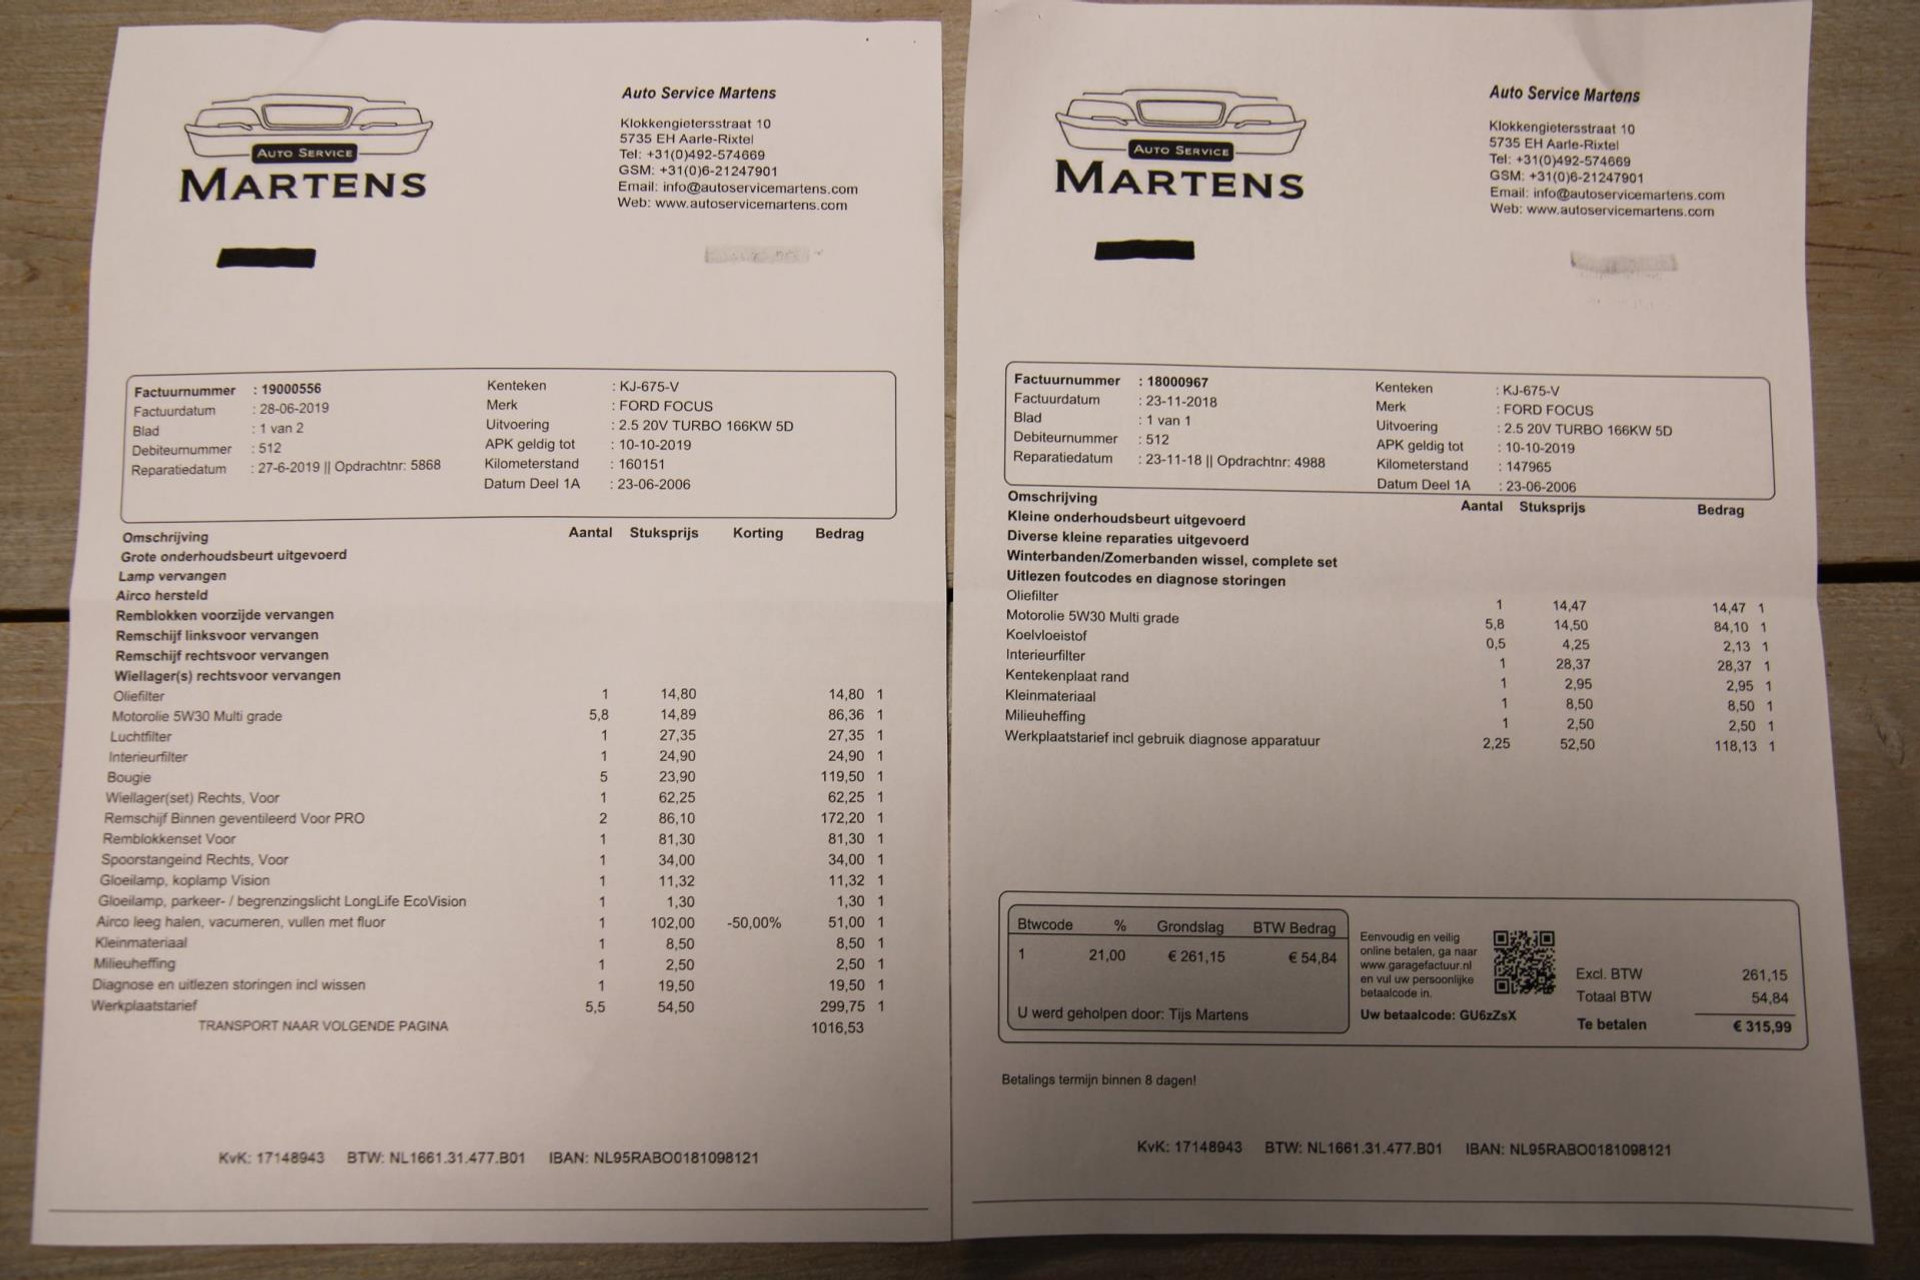 AUTO SERVICE
MARTENS
Auto Service Martens
Klokkengietersstraat 10
5735 EH Aarle-Rixtel
Tel: +31(0)492-574669
GSM: +31(0)6-21247901
Email: info@autoservicemartens.com
Web: www.autoservicemartens.com
Factuurnummer : 19000556
Factuurdatum : 28-06-2019
Blad : 1 van 2
Debiteurnummer : 512
Reparatiedatum : 27-6-2019 || Opdrachtnr: 5868
Kenteken : KJ-675-V
Merk : FORD FOCUS
Uitvoering : 2.5 20V TURBO 166KW 5D
APK geldig tot : 10-10-2019
Kilometerstand : 160151
Datum Deel 1A : 23-06-2006
Omschrijving Aantal Stuksprijs Korting Bedrag
Grote onderhoudsbeurt uitgevoerd
Lamp vervangen
Airco hersteld
Remblokken voorzijde vervangen
Remschijf linksvoor vervangen
Remschijf rechtsvoor vervangen
Wiellager(s) rechtsvoor vervangen
Oliefilter 1 14,80 14,80 1
Motorolie 5W30 Multi grade 5,8 14,89 86,36 1
Luchtfilter 1 27,35 27,35 1
Interieurfilter 1 24,90 24,90 1
Bougie 5 23,90 119,50 1
Wiellager(set) Rechts, Voor 1 62,25 62,25 1
Remschijf Binnen geventileerd Voor PRO 2 86,10 172,20 1
Remblokkenset Voor 1 81,30 81,30 1
Spoorstangeind Rechts, Voor 1 34,00 34,00 1
Gloeilamp, koplamp Vision 1 11,32 11,32 1
Gloeilamp, parkeer- / begrenzingslicht LongLife EcoVision 1 1,30 1,30 1
Airco leeg halen, vacumeren, vullen met fluor 1 102,00 -50,00% 51,00 1
Kleinmateriaal 1 8,50 8,50 1
Milieuheffing 1 2,50 2,50 1
Diagnose en uitlezen storingen incl wissen 1 19,50 19,50 1
Werkplaatstarief 5,5 54,50 299,75 1
TRANSPORT NAAR VOLGENDE PAGINA 1016,53
KvK: 17148943 BTW: NL1661.31.477.B01 IBAN: NL95RABO0181098121
AUTO SERVICE
MARTENS
Auto Service Martens
Klokkengietersstraat 10
5735 EH Aarle-Rixtel
Tel: +31(0)492-574669
GSM: +31(0)6-21247901
Email: info@autoservicemartens.com
Web: www.autoservicemartens.com
Factuurnummer : 18000967
Factuurdatum : 23-11-2018
Blad : 1 van 1
Debiteurnummer : 512
Reparatiedatum : 23-11-18 || Opdrachtnr: 4988
Kenteken : KJ-675-V
Merk : FORD FOCUS
Uitvoering : 2.5 20V TURBO 166KW 5D
APK geldig tot : 10-10-2019
Kilometerstand : 147965
Datum Deel 1A : 23-06-2006
Omschrijving Aantal Stuksprijs Bedrag
Kleine onderhoudsbeurt uitgevoerd
Diverse kleine reparaties uitgevoerd
Winterbanden/Zomerbanden wissel, complete set
Uitlezen foutcodes en diagnose storingen
Oliefilter 1 14,47 14,47 1
Motorolie 5W30 Multi grade 5,8 14,50 84,10 1
Koelvloeistof 0,5 4,25 2,13 1
Interieurfilter 1 28,37 28,37 1
Kentekenplaat rand 1 2,95 2,95 1
Kleinmateriaal 1 8,50 8,50 1
Milieuheffing 1 2,50 2,50 1
Werkplaatstarief incl gebruik diagnose apparatuur 2,25 52,50 118,13 1
Btwcode % Grondslag BTW Bedrag
1 21,00 € 261,15 € 54,84
U werd geholpen door: Tijs Martens
Eenvoudig en veilig
online betalen, ga naar
www.garagefactuur.nl
en vul uw persoonlijke
betaalcode in.
Uw betaalcode: GU6zZsX
Excl. BTW 261,15
Totaal BTW 54,84
Te betalen € 315,99
Betalings termijn binnen 8 dagen!
KvK: 17148943 BTW: NL1661.31.477.B01 IBAN: NL95RABO0181098121